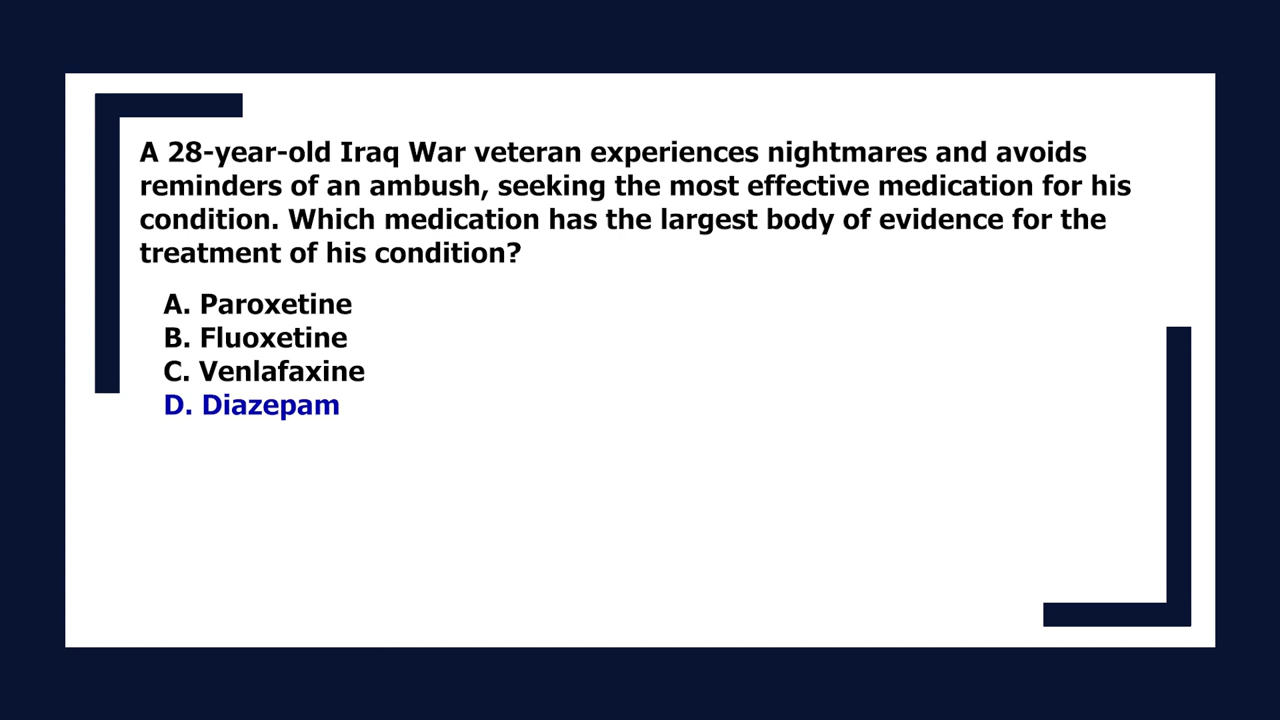 A 28-year-old Iraq War veteran experiences nightmares and avoids
reminders of an ambush, seeking the most effective medication for his
condition. Which medication has the largest body of evidence for the
treatment of his condition?
A. Paroxetine
B. Fluoxetine
C. Venlafaxine
D. Diazepam